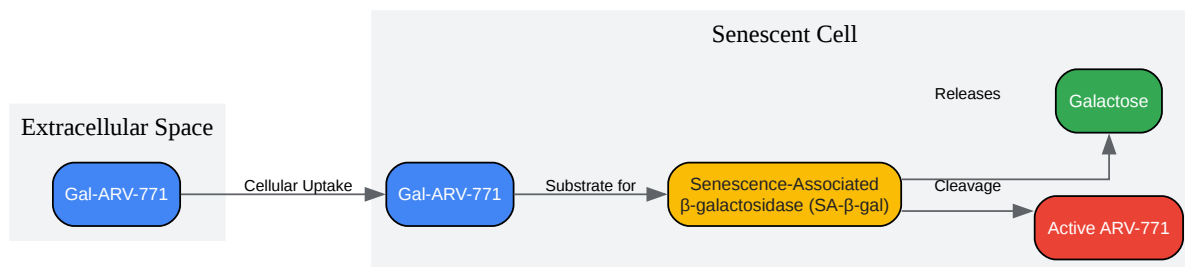 Senescent Cell
Extracellular Space
Gal-ARV-771
Cellular Uptake
Gal-ARV-771
Substrate for
Senescence-Associated
β-galactosidase (SA-β-gal)
Releases
Galactose
Cleavage
Active ARV-771